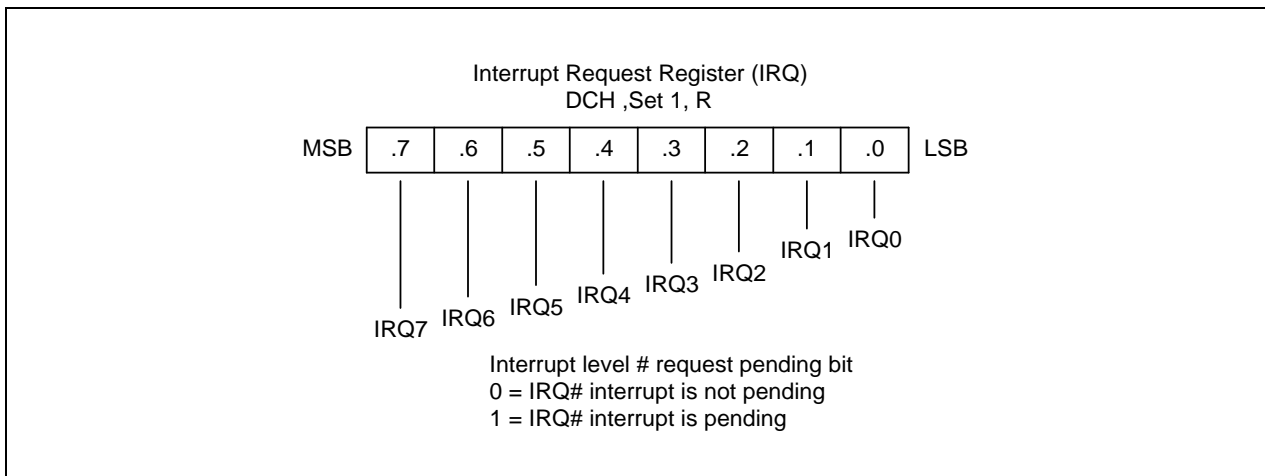 Interrupt Request Register (IRQ)
DCH ,Set 1, R
MSB .7 .6 .5 .4 .3 .2 .1 .0 LSB
IRQ7 IRQ6 IRQ5 IRQ4 IRQ3 IRQ2 IRQ1 IRQ0
Interrupt level # request pending bit
0 = IRQ# interrupt is not pending
1 = IRQ# interrupt is pending